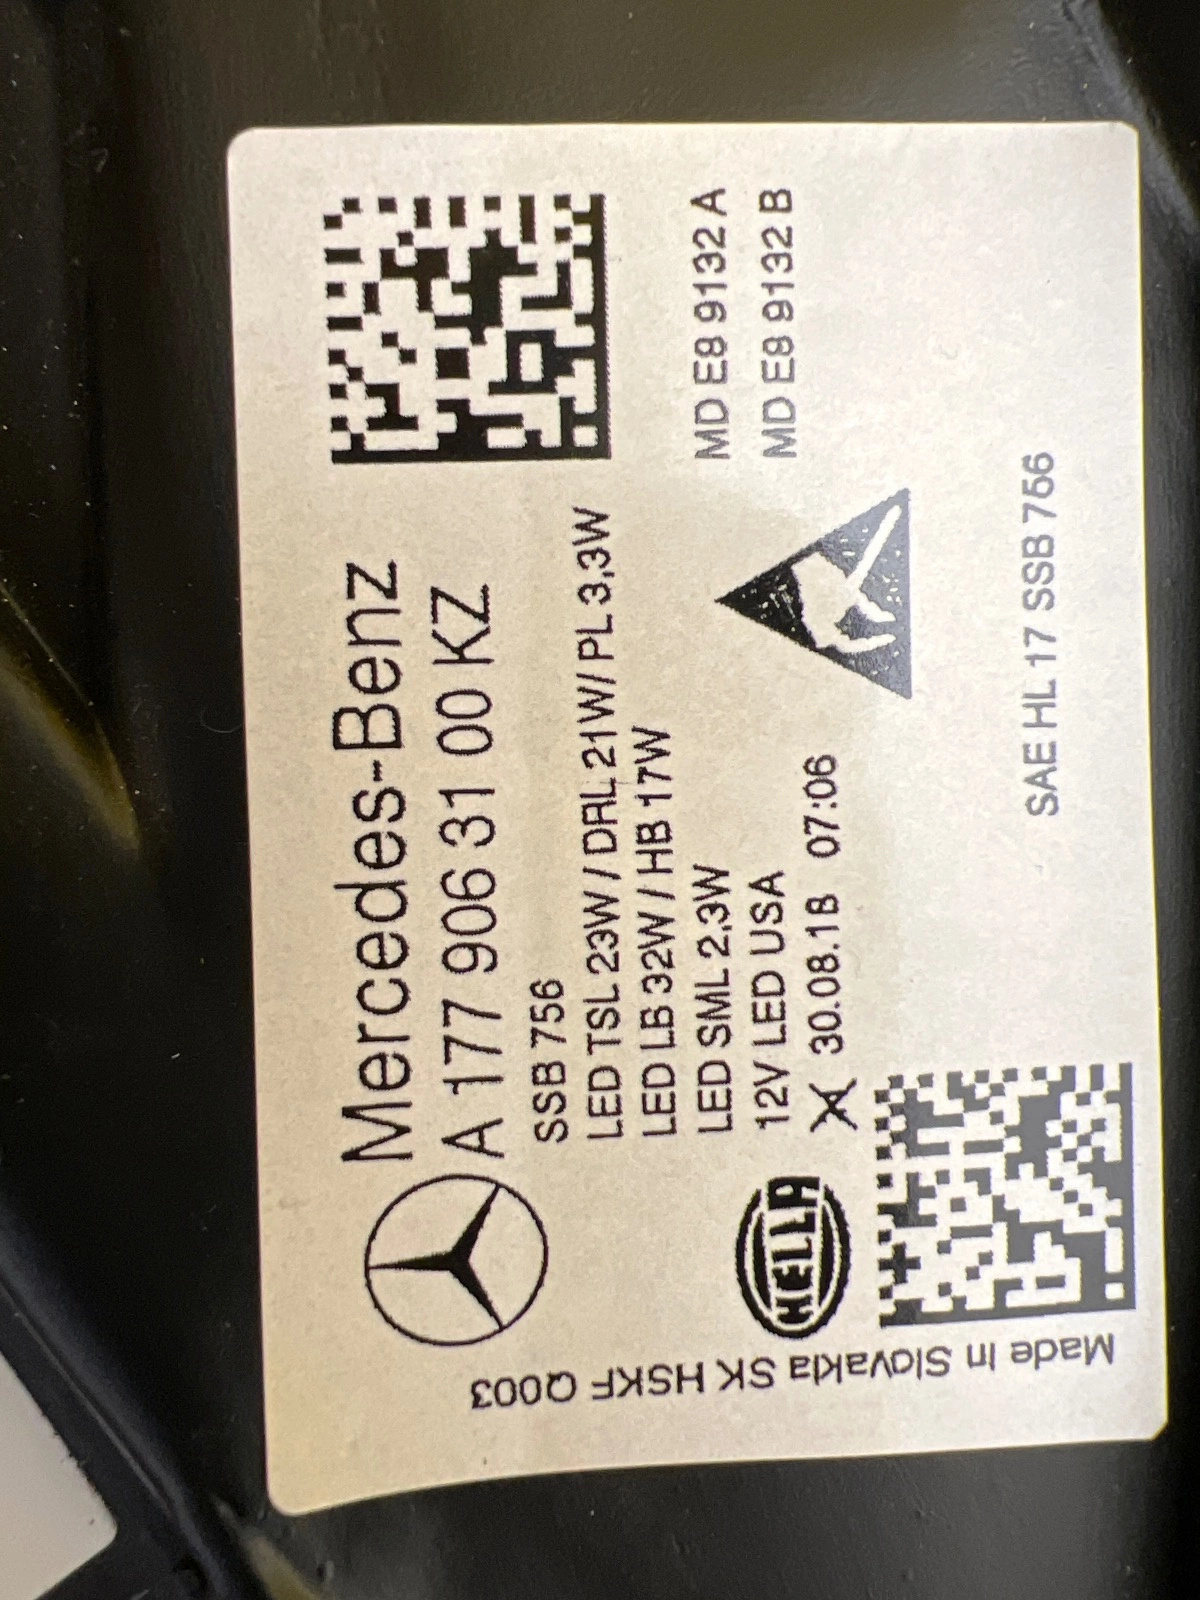 Mercedes-Benz
A 177 906 31 00 KZ
SSB 756
LED TSL 23W / DRL 21W/ PL 3,3W
LED LB 32W / HB 17W
LED SML 2,3W
12V LED USA
30.08.18 07:06
MD E8 9132 A
MD E8 9132 B
HELLA
SAE HL 17 SSB 756
Made in Slovakia SK HSKF Q003